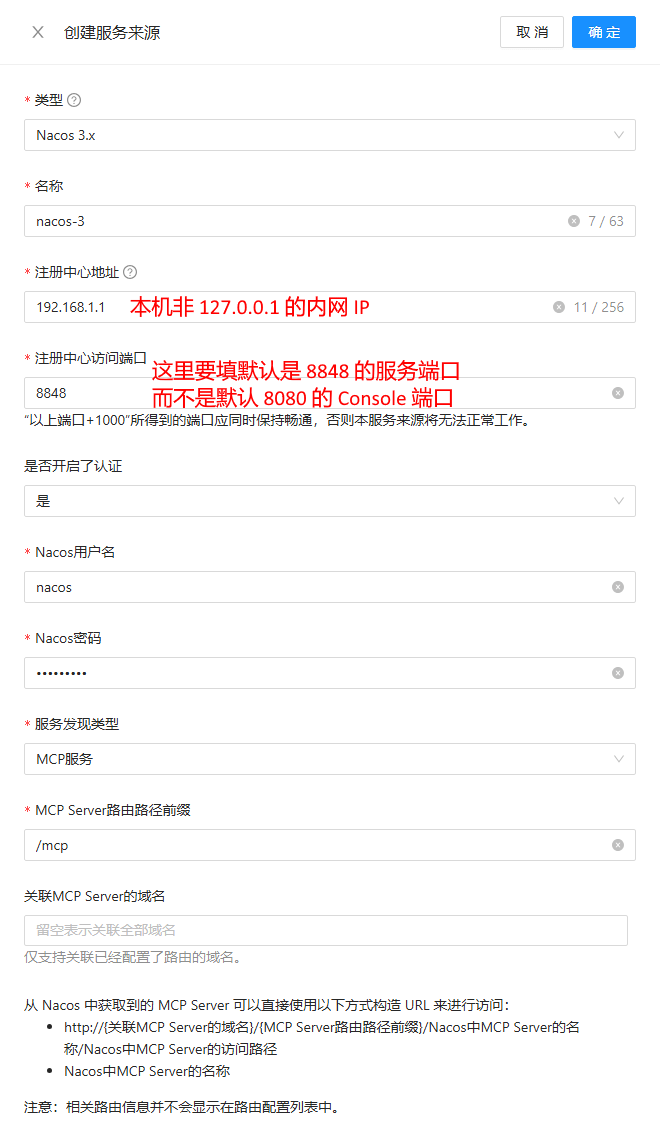 创建服务来源
取 消
确 定
* 类型
Nacos 3.x
* 名称
nacos-3
7 / 63
* 注册中心地址
192.168.1.1
本机非 127.0.0.1 的内网 IP
11 / 256
* 注册中心访问端口
这里要填默认是 8848 的服务端口
8848
而不是默认 8080 的 Console 端口
“以上端口+1000”所得到的端口应同时保持畅通，否则本服务来源将无法正常工作。
是否开启了认证
是
* Nacos用户名
nacos
* Nacos密码
•••••••••
* 服务发现类型
MCP服务
* MCP Server路由路径前缀
/mcp
关联MCP Server的域名
留空表示关联全部域名
仅支持关联已经配置了路由的域名。
从 Nacos 中获取到的 MCP Server 可以直接使用以下方式构造 URL 来进行访问：
• http://{关联MCP Server的域名}/{MCP Server路由路径前缀}/Nacos中MCP Server的名
称/Nacos中MCP Server的访问路径
• Nacos中MCP Server的名称
注意：相关路由信息并不会显示在路由配置列表中。